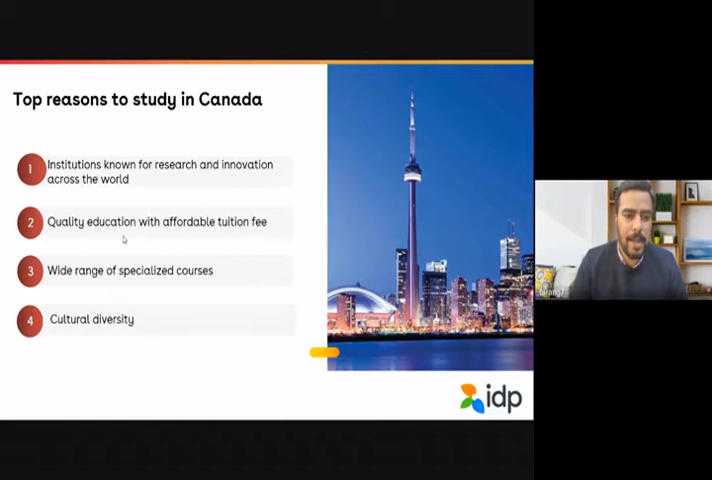 Top reasons to study in Canada
1
Institutions known for research and innovation
across the world
2
Quality education with affordable tuition fee
3
Wide range of specialized courses
4
Cultural diversity
idp